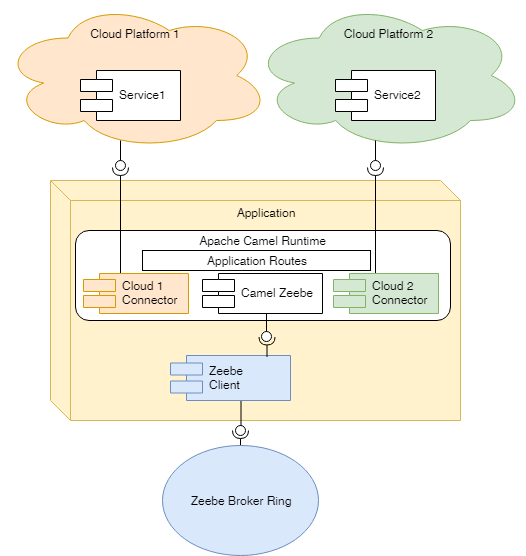 Cloud Platform 1
Cloud Platform 2
Service1
Service2
Application
Apache Camel Runtime
Application Routes
Cloud 1
Connector
Camel Zeebe
Cloud 2
Connector
Zeebe
Client
Zeebe Broker Ring